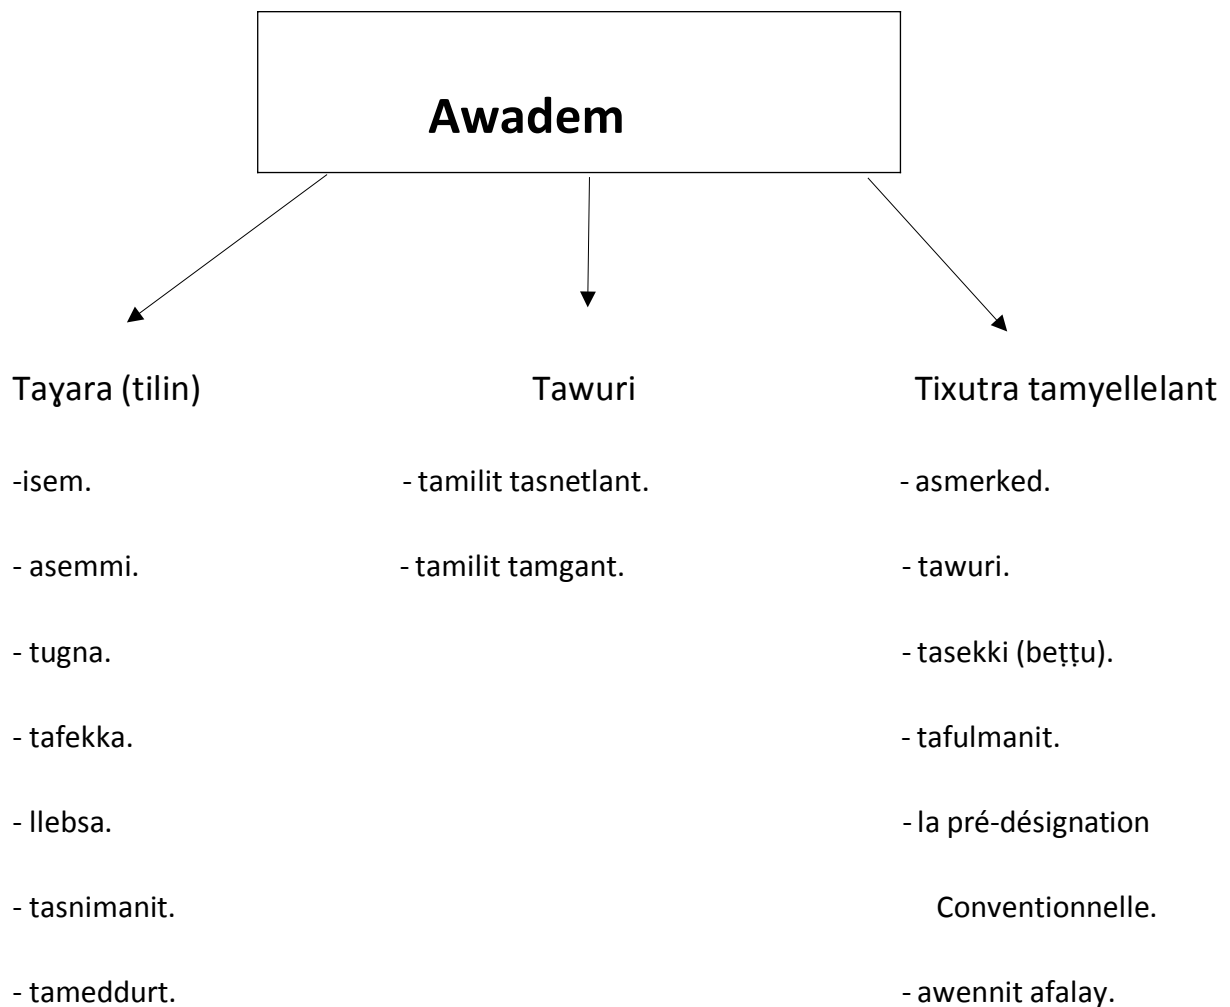 Awadem
Taɣara (tilin)
Tawuri
Tixutra tamyellelant
-isem.
- tamilit tasnetlant.
- asmerked.
- asemmi.
- tamilit tamgant.
- tawuri.
- tugna.
- tasekki (beṭṭu).
- tafekka.
- tafulmanit.
- llebsa.
- la pré-désignation
- tasnimanit.
Conventionnelle.
- tameddurt.
- awennit afalay.